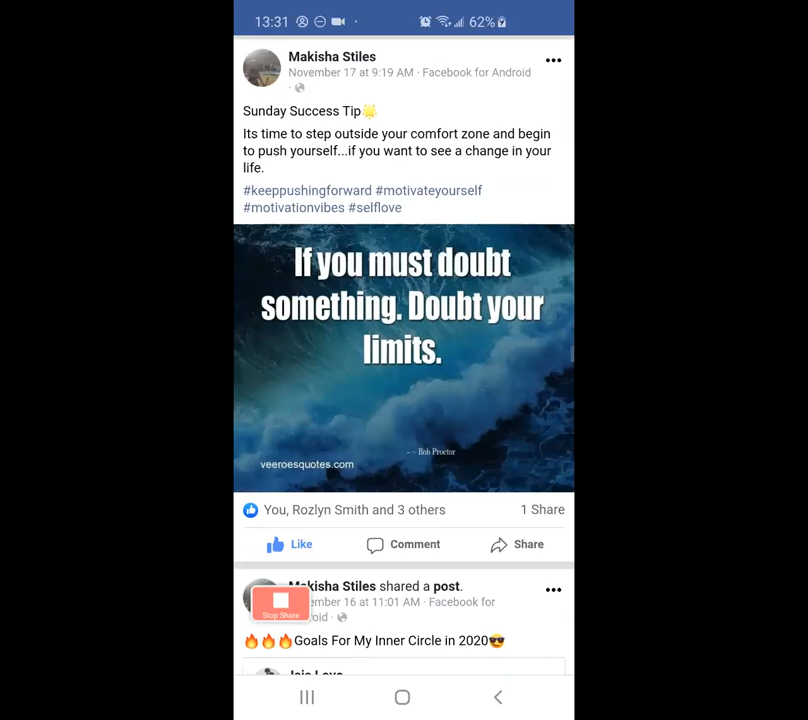 13:31
62%
Makisha Stiles
November 17 at 9:19 AM · Facebook for Android
·
Sunday Success Tip🌟
Its time to step outside your comfort zone and begin
to push yourself...if you want to see a change in your
life.
#keeppushingforward #motivateyourself
#motivationvibes #selflove
If you must doubt
something. Doubt your
limits.
-~ Bob Proctor
veeroesquotes.com
You, Rozlyn Smith and 3 others
1 Share
Like
Comment
Share
Makisha Stiles shared a post.
ember 16 at 11:01 AM · Facebook for
oid ·
Stop Share
🔥🔥🔥Goals For My Inner Circle in 2020😎